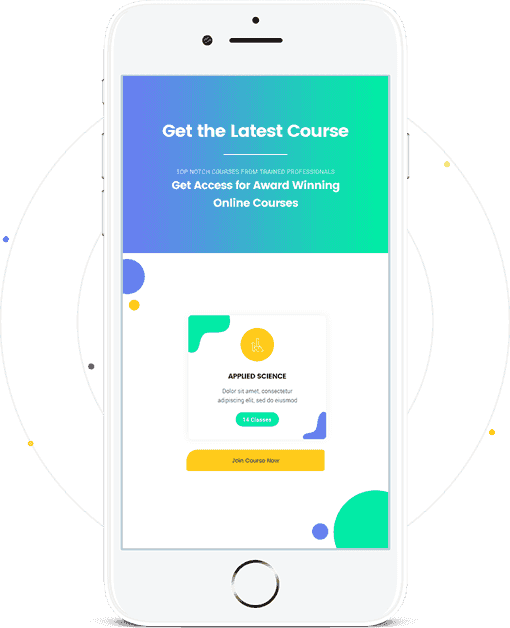 Get the Latest Course
TOP NOTCH COURSES FROM TRAINED PROFESSIONALS
Get Access for Award Winning
Online Courses
APPLIED SCIENCE
Dolor sit amet, consectetur
adipiscing elit, sed do eiusmod
14 Classes
Join Course Now